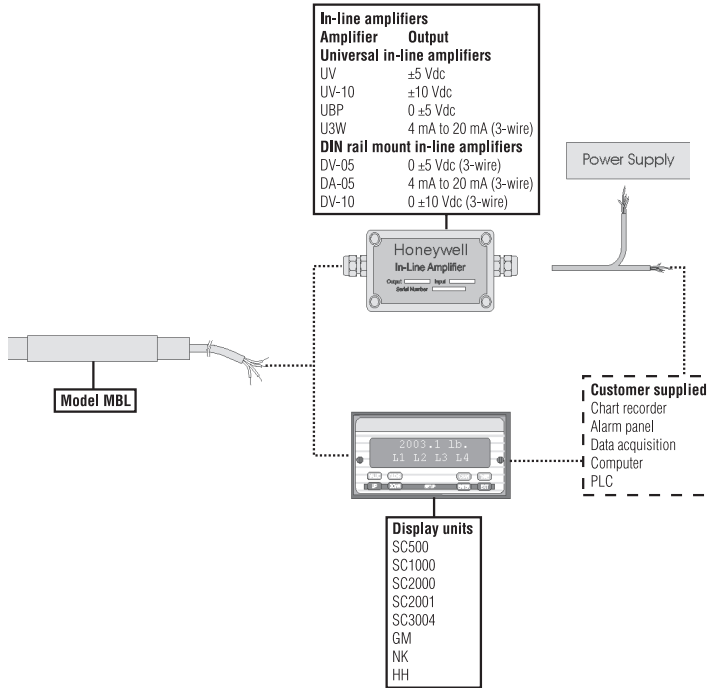 In-line amplifiers
Amplifier Output
Universal in-line amplifiers
UV ±5 Vdc
UV-10 ±10 Vdc
UBP 0 ±5 Vdc
U3W 4 mA to 20 mA (3-wire)
DIN rail mount in-line amplifiers
DV-05 0 ±5 Vdc (3-wire)
DA-05 4 mA to 20 mA (3-wire)
DV-10 0 ±10 Vdc (3-wire)
Power Supply
Honeywell
In-Line Amplifier
Output Input
Serial Number
Model MBL
2003.1 lb.
L1 L2 L3 L4
Customer supplied
Chart recorder
Alarm panel
Data acquisition
Computer
PLC
Display units
SC500
SC1000
SC2000
SC2001
SC3004
GM
NK
HH